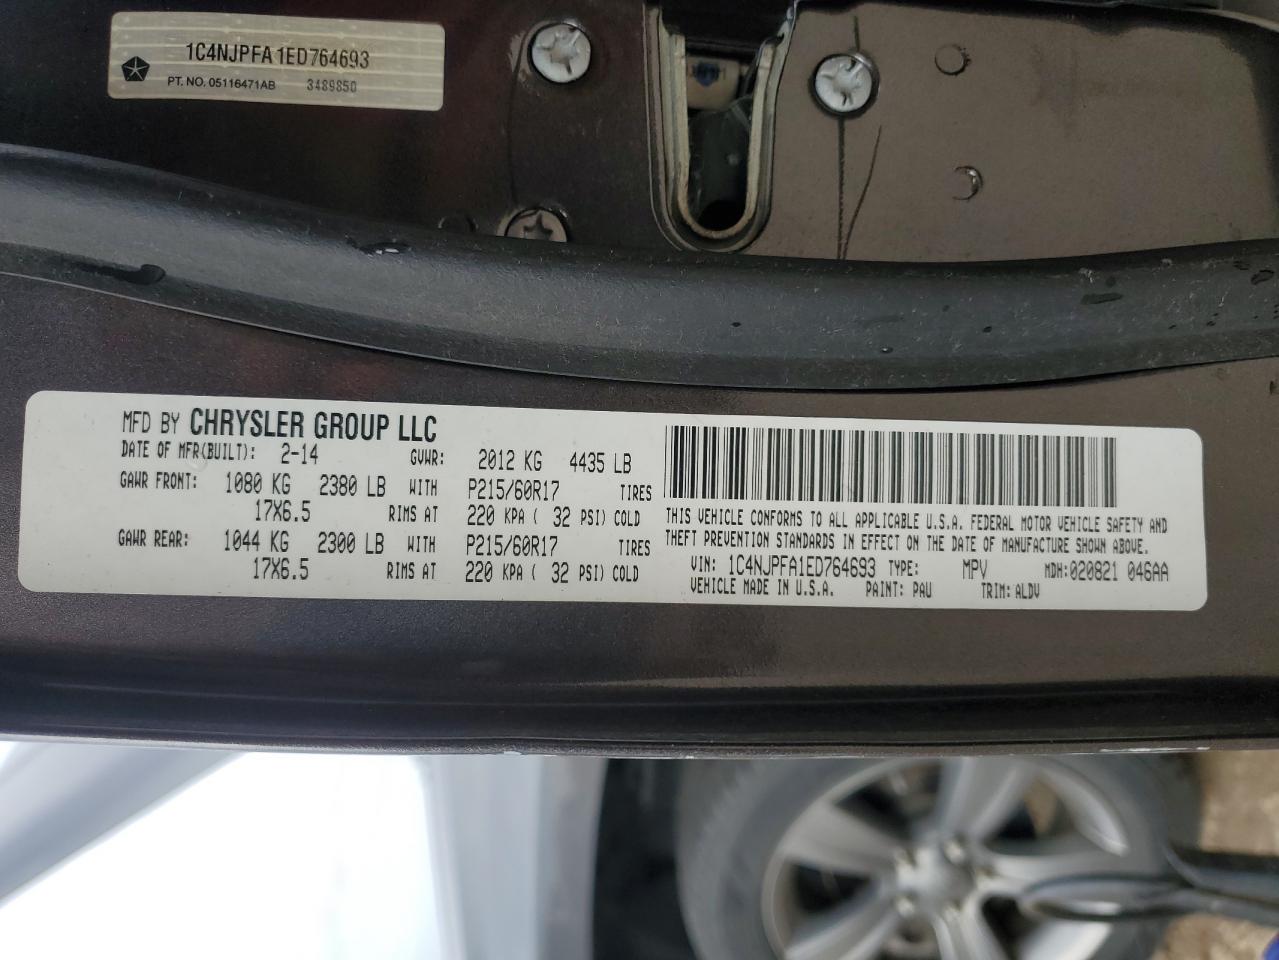 1C4NJPFA1ED764693
PT. NO. 05116471AB 3489850
MFD BY CHRYSLER GROUP LLC
DATE OF MFR(BUILT): 2-14 GVWR: 2012 KG 4435 LB
GAWR FRONT: 1080 KG 2380 LB WITH P215/60R17 TIRES
17X6.5 RIMS AT 220 KPA ( 32 PSI) COLD
GAWR REAR: 1044 KG 2300 LB WITH P215/60R17 TIRES
17X6.5 RIMS AT 220 KPA ( 32 PSI) COLD
THIS VEHICLE CONFORMS TO ALL APPLICABLE U.S.A. FEDERAL MOTOR VEHICLE SAFETY AND
THEFT PREVENTION STANDARDS IN EFFECT ON THE DATE OF MANUFACTURE SHOWN ABOVE.
VIN: 1C4NJPFA1ED764693 TYPE: MPV MDH:020821 046AA
VEHICLE MADE IN U.S.A. PAINT: PAU TRIM: ALDV